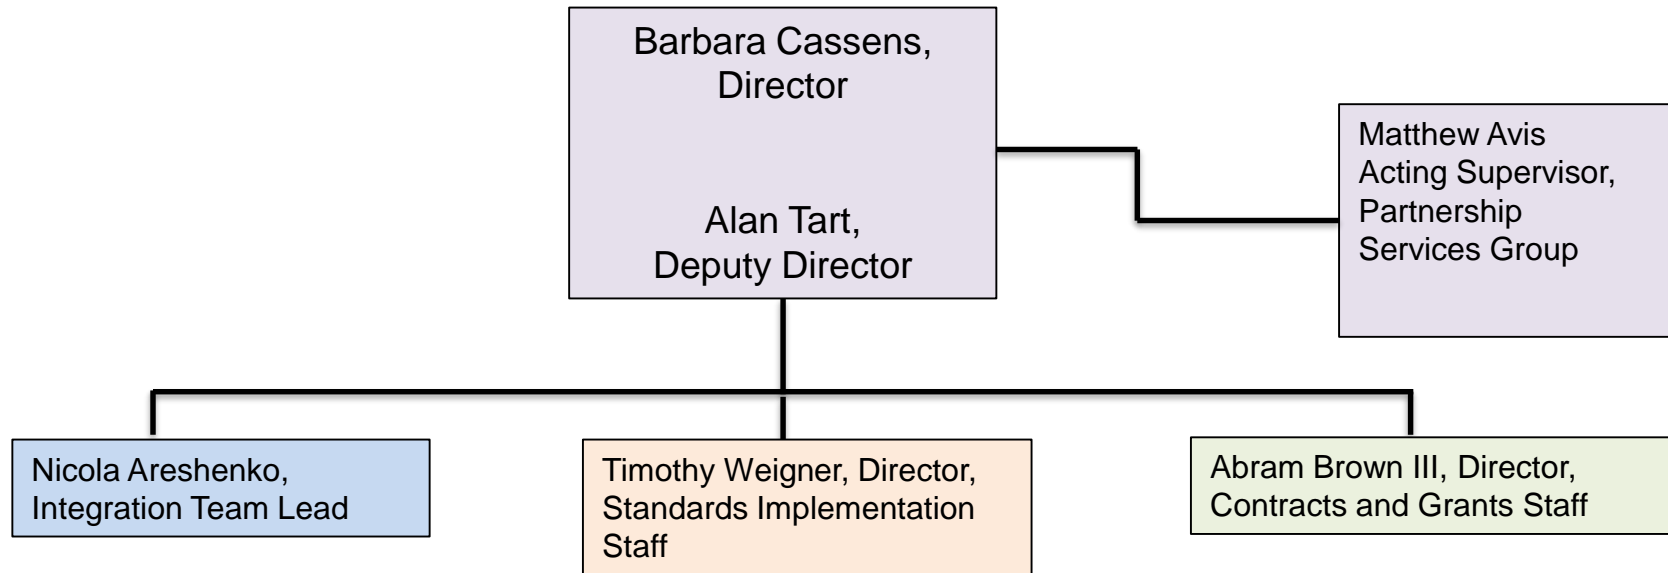 Barbara Cassens,
Director
Alan Tart,
Deputy Director
Matthew Avis
Acting Supervisor,
Partnership
Services Group
Nicola Areshenko,
Integration Team Lead
Timothy Weigner, Director,
Standards Implementation
Staff
Abram Brown III, Director,
Contracts and Grants Staff